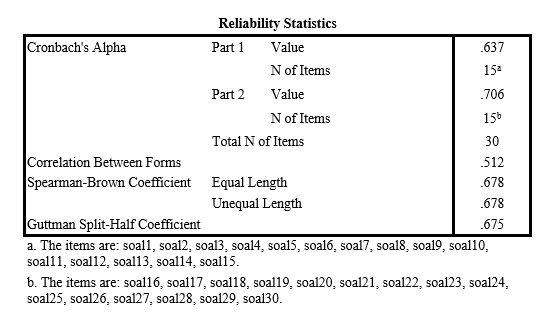 Reliability Statistics
Cronbach's Alpha Part 1 Value .637
N of Items 15ᵃ
Part 2 Value .706
N of Items 15ᵇ
Total N of Items 30
Correlation Between Forms .512
Spearman-Brown Coefficient Equal Length .678
Unequal Length .678
Guttman Split-Half Coefficient .675
a. The items are: soal1, soal2, soal3, soal4, soal5, soal6, soal7, soal8, soal9, soal10,
soal11, soal12, soal13, soal14, soal15.
b. The items are: soal16, soal17, soal18, soal19, soal20, soal21, soal22, soal23, soal24,
soal25, soal26, soal27, soal28, soal29, soal30.